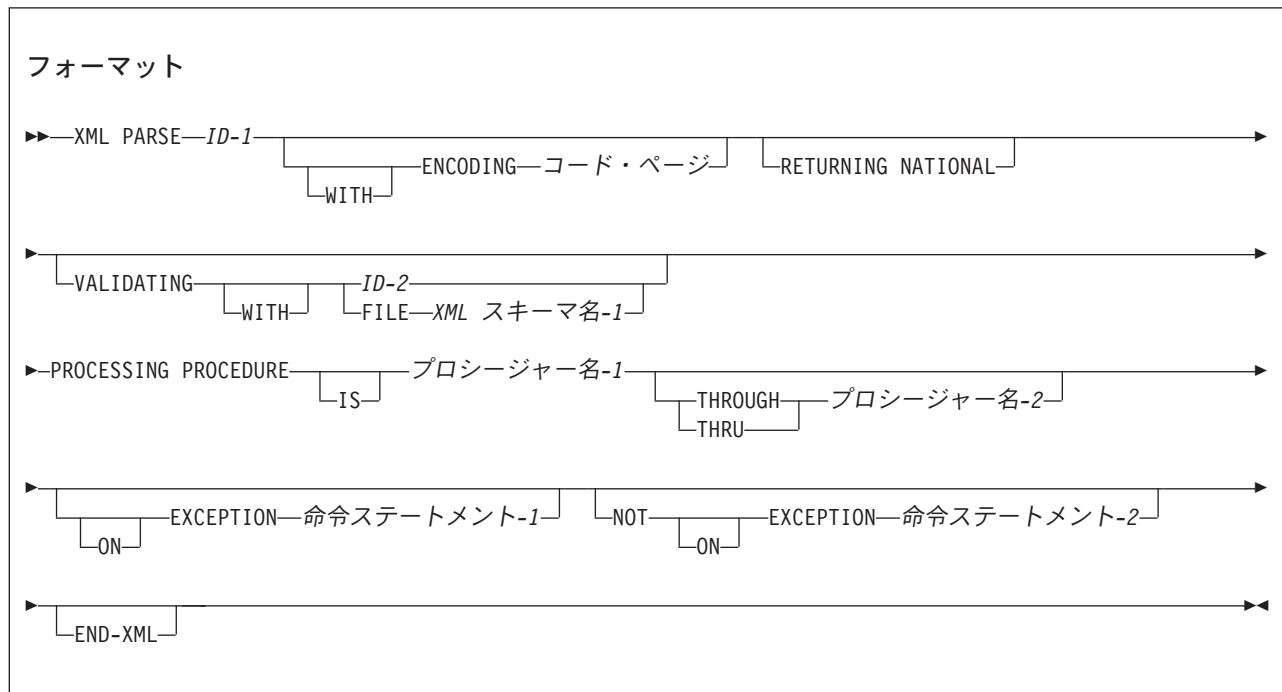 フォーマット
XML PARSE ID-1 ENCODING コード・ページ RETURNING NATIONAL
WITH
VALIDATING ID-2
WITH FILE XML スキーマ名-1
PROCESSING PROCEDURE プロシージャー名-1
IS THROUGH プロシージャー名-2
THRU
EXCEPTION 命令ステートメント-1 NOT EXCEPTION 命令ステートメント-2
ON ON
END-XML